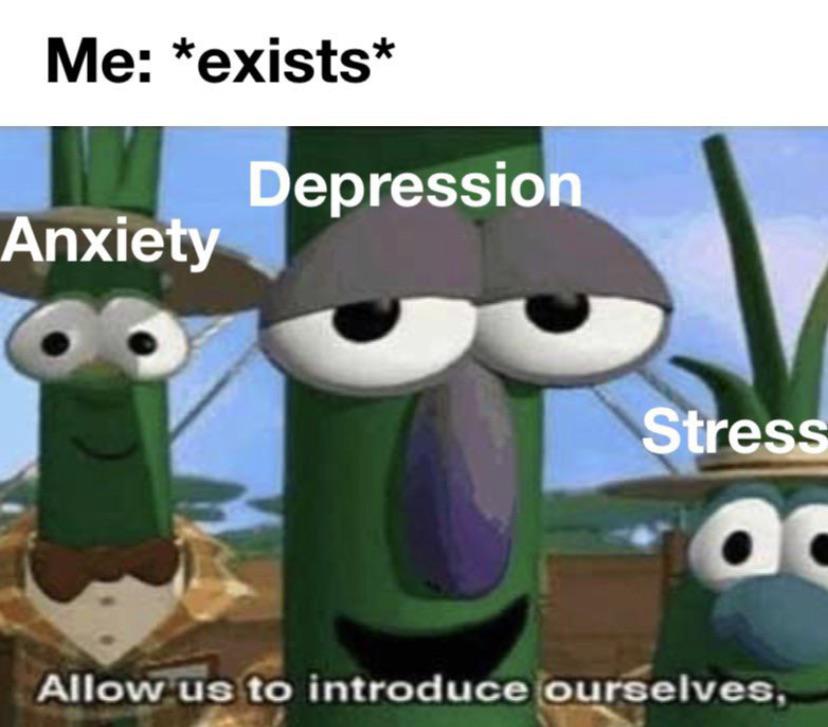 Me: *exists*
Depression
Anxiety
Stress
Allow us to introduce ourselves,